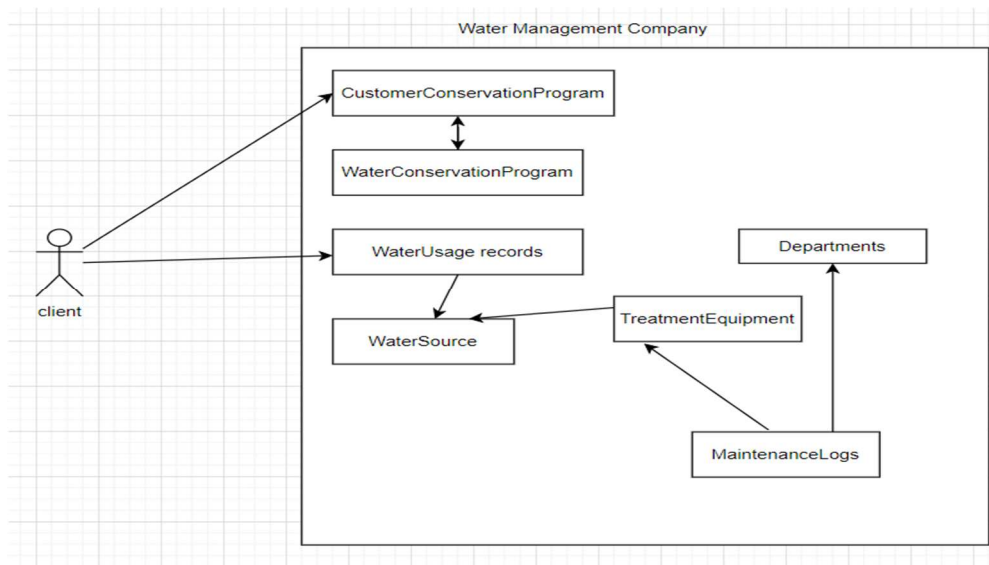 Water Management Company
CustomerConservationProgram
WaterConservationProgram
WaterUsage records
Departments
client
TreatmentEquipment
WaterSource
MaintenanceLogs